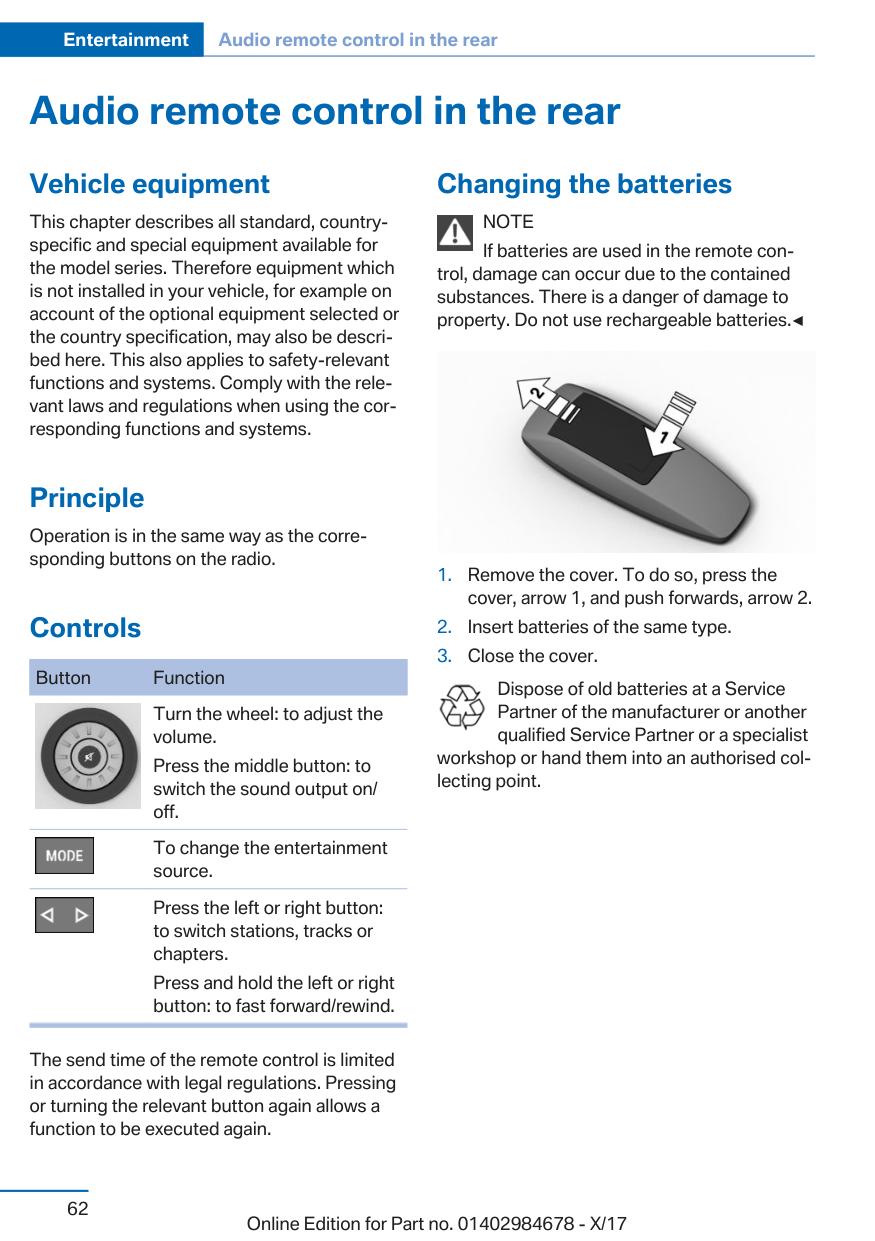 Entertainment Audio remote control in the rear
Audio remote control in the rear
Vehicle equipment
This chapter describes all standard, country-
specific and special equipment available for
the model series. Therefore equipment which
is not installed in your vehicle, for example on
account of the optional equipment selected or
the country specification, may also be descri-
bed here. This also applies to safety-relevant
functions and systems. Comply with the rele-
vant laws and regulations when using the cor-
responding functions and systems.
Principle
Operation is in the same way as the corre-
sponding buttons on the radio.
Controls
Button Function
Turn the wheel: to adjust the
volume.
Press the middle button: to
switch the sound output on/
off.
MODE To change the entertainment
source.
Press the left or right button:
to switch stations, tracks or
chapters.
Press and hold the left or right
button: to fast forward/rewind.
The send time of the remote control is limited
in accordance with legal regulations. Pressing
or turning the relevant button again allows a
function to be executed again.
Changing the batteries
NOTE
If batteries are used in the remote con-
trol, damage can occur due to the contained
substances. There is a danger of damage to
property. Do not use rechargeable batteries.◄
2
1
1. Remove the cover. To do so, press the
cover, arrow 1, and push forwards, arrow 2.
2. Insert batteries of the same type.
3. Close the cover.
Dispose of old batteries at a Service
Partner of the manufacturer or another
qualified Service Partner or a specialist
workshop or hand them into an authorised col-
lecting point.
62
Online Edition for Part no. 01402984678 - X/17